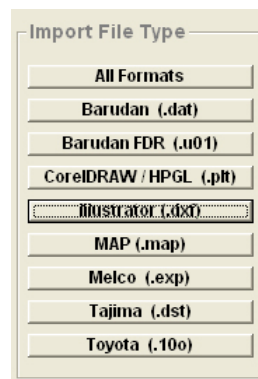 Import File Type
All Formats
Barudan (.dat)
Barudan FDR (.u01)
CorelDRAW / HPGL (.plt)
Illustrator (.dxf)
MAP (.map)
Melco (.exp)
Tajima (.dst)
Toyota (.10o)